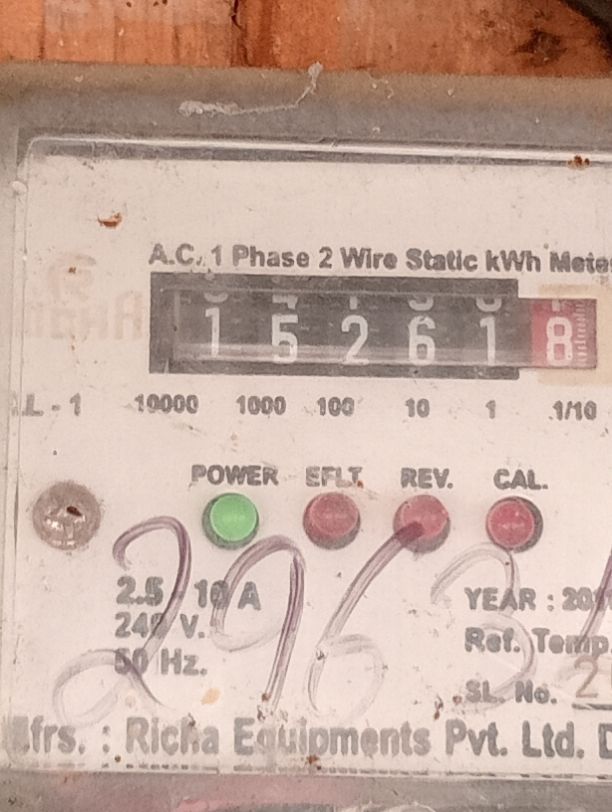 A.C. 1 Phase 2 Wire Static kWh Mete
1 5 2 6 1 8
L - 1 10000 1000 100 10 1 1/10
POWER EFLT. REV. CAL.
2.5 - 10 A
240 V.
50 Hz.
YEAR : 20
Ref. Temp.
SL. No. 2
2963
Mfrs. : Richa Equipments Pvt. Ltd. D